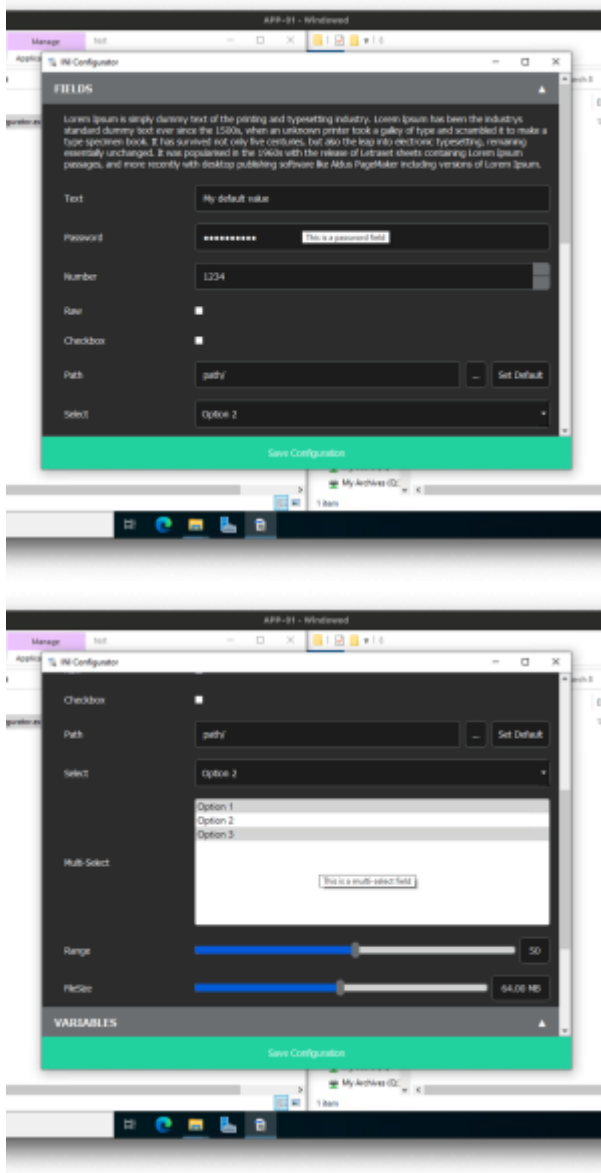 APP-01 - Windowed
Manage
INI Configurator
FIELDS
Lorem Ipsum is simply dummy text of the printing and typesetting industry. Lorem Ipsum has been the industrys
standard dummy text ever since the 1500s, when an unknown printer took a galley of type and scrambled it to make a
type specimen book. It has survived not only five centuries, but also the leap into electronic typesetting, remaining
essentially unchanged. It was popularised in the 1960s with the release of Letraset sheets containing Lorem Ipsum
passages, and more recently with desktop publishing software like Aldus PageMaker including versions of Lorem Ipsum.
Text My default value
Password •••••••••• This is a password field
Number 1234
Raw
Checkbox
Path path/ ... Set Default
Select Option 2
Save Configuration
My Archives (Q:
1 item
APP-01 - Windowed
Manage
INI Configurator
Checkbox
Path path/ ... Set Default
Select Option 2
Option 1
Option 2
Option 3
Multi-Select
This is a multi-select field
Range 50
FileSize 64.00 MB
VARIABLES
Save Configuration
My Archives (Q:
1 item